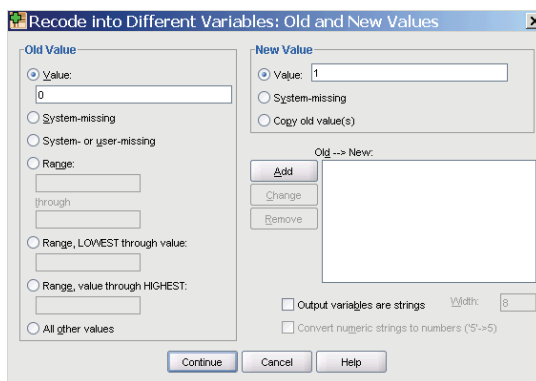 Recode into Different Variables: Old and New Values
Old Value
Value:
0
System-missing
System- or user-missing
Range:
through
Range, LOWEST through value:
Range, value through HIGHEST:
All other values
New Value
Value: 1
System-missing
Copy old value(s)
Old --> New:
Add
Change
Remove
Output variables are strings Width: 8
Convert numeric strings to numbers ('5'->5)
Continue Cancel Help